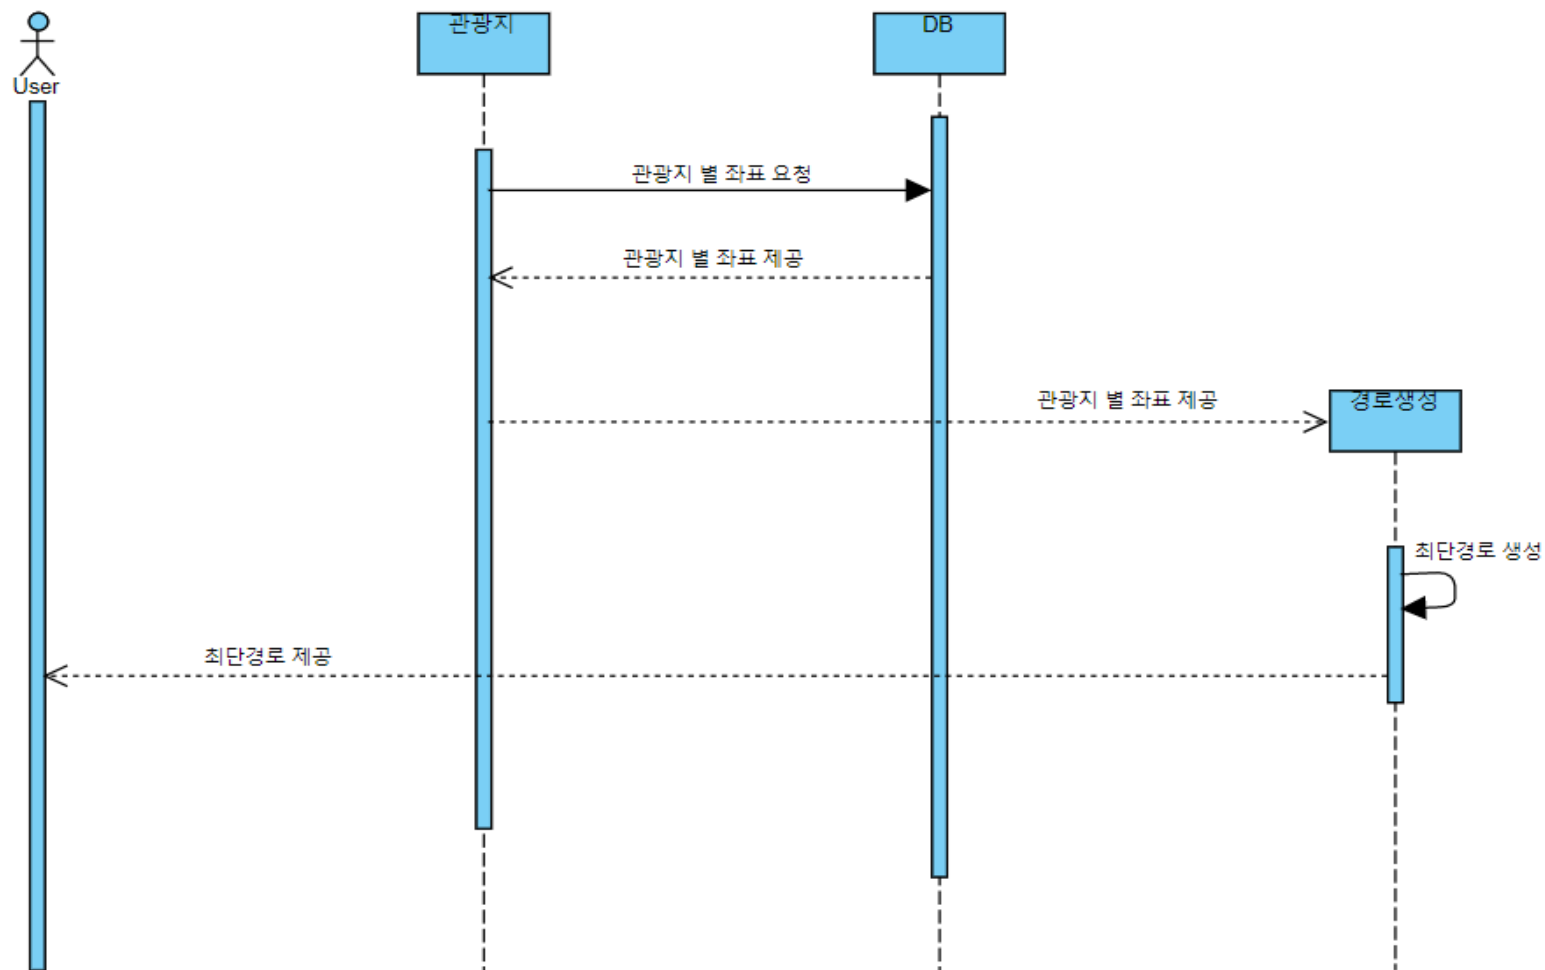 User
관광지
DB
관광지 별 좌표 요청
관광지 별 좌표 제공
관광지 별 좌표 제공
경로생성
최단경로 생성
최단경로 제공